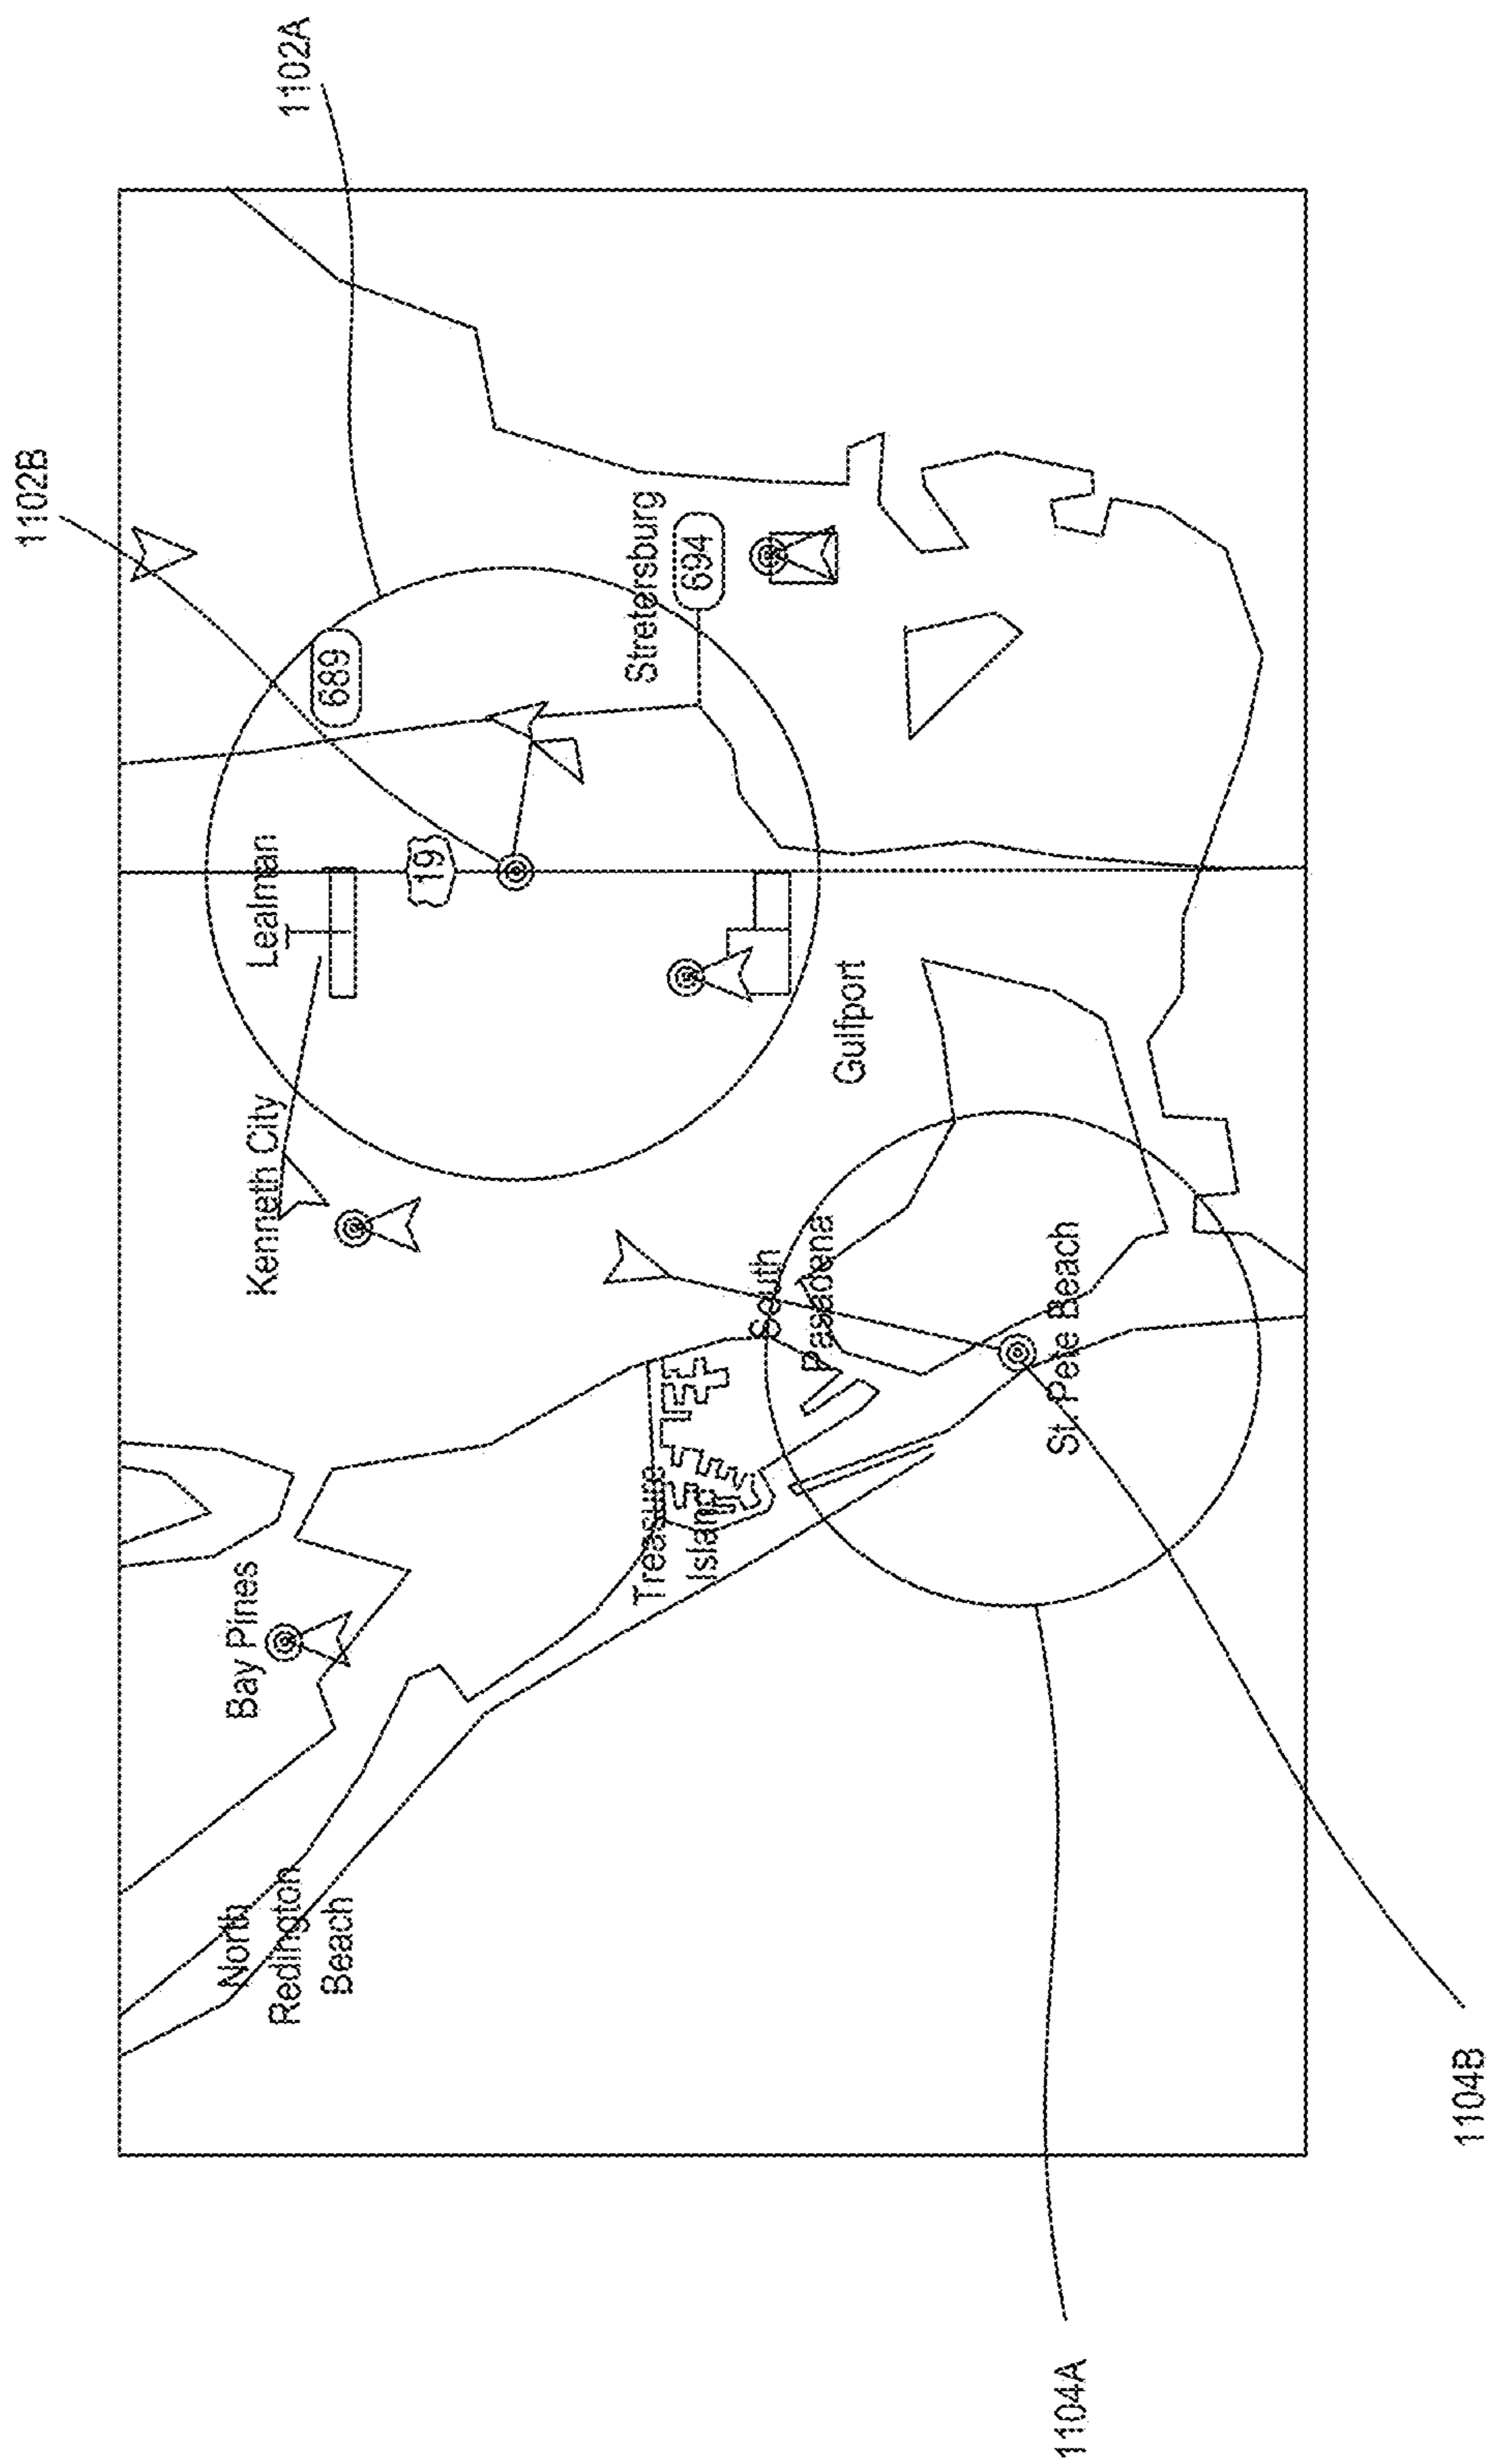 1102B
1102A
North
Redington
Beach
Bay Pines
Kenneth City
Lealman
689
19
Stretersburg
694
Treasure
Island
South
Pasadena
Gulfport
St. Pete Beach
1104A
1104B